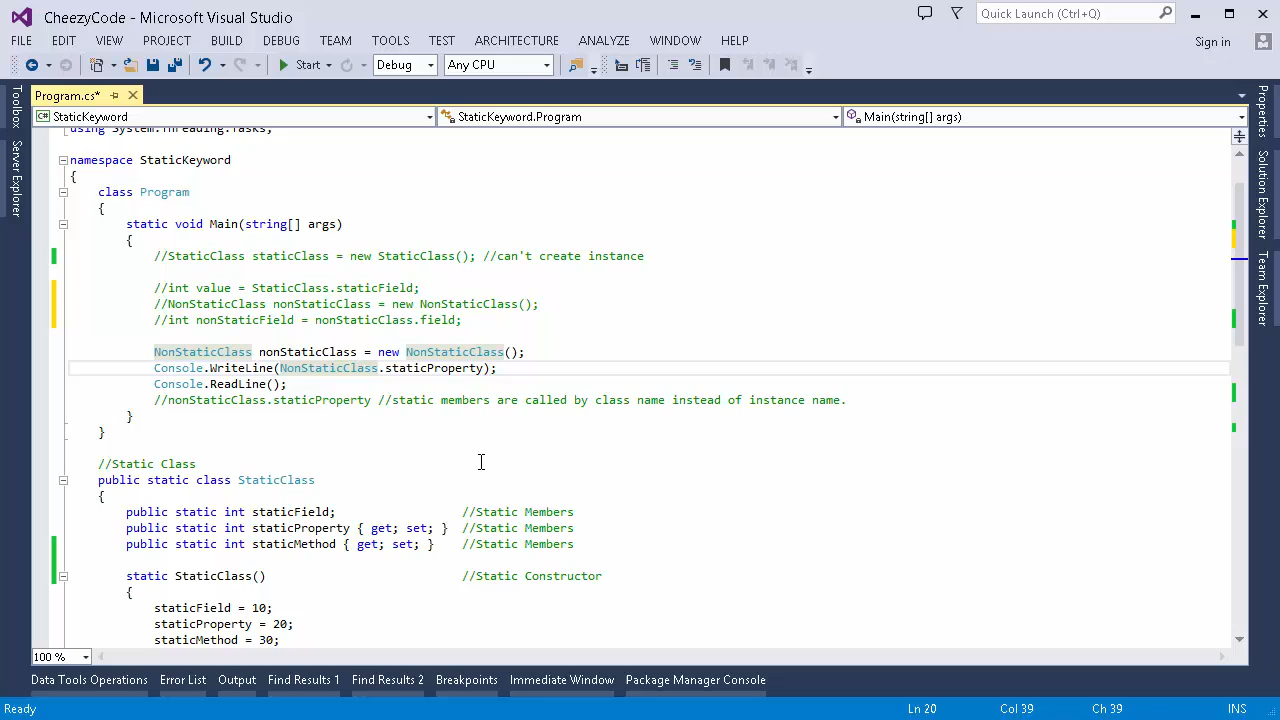 CheezyCode - Microsoft Visual Studio
Quick Launch (Ctrl+Q)
FILE EDIT VIEW PROJECT BUILD DEBUG TEAM TOOLS TEST ARCHITECTURE ANALYZE WINDOW HELP
Sign in
Start Debug Any CPU
Toolbox
Server Explorer
Program.cs*
StaticKeyword StaticKeyword.Program Main(string[] args)
using System.Threading.Tasks;
namespace StaticKeyword
{
class Program
{
static void Main(string[] args)
{
//StaticClass staticClass = new StaticClass(); //can't create instance
//int value = StaticClass.staticField;
//NonStaticClass nonStaticClass = new NonStaticClass();
//int nonStaticField = nonStaticClass.field;
NonStaticClass nonStaticClass = new NonStaticClass();
Console.WriteLine(NonStaticClass.staticProperty);
Console.ReadLine();
//nonStaticClass.staticProperty //static members are called by class name instead of instance name.
}
}
//Static Class
public static class StaticClass
{
public static int staticField; //Static Members
public static int staticProperty { get; set; } //Static Members
public static int staticMethod { get; set; } //Static Members
static StaticClass() //Static Constructor
{
staticField = 10;
staticProperty = 20;
staticMethod = 30;
100 %
Properties
Solution Explorer
Team Explorer
Data Tools Operations Error List Output Find Results 1 Find Results 2 Breakpoints Immediate Window Package Manager Console
Ready Ln 20 Col 39 Ch 39 INS